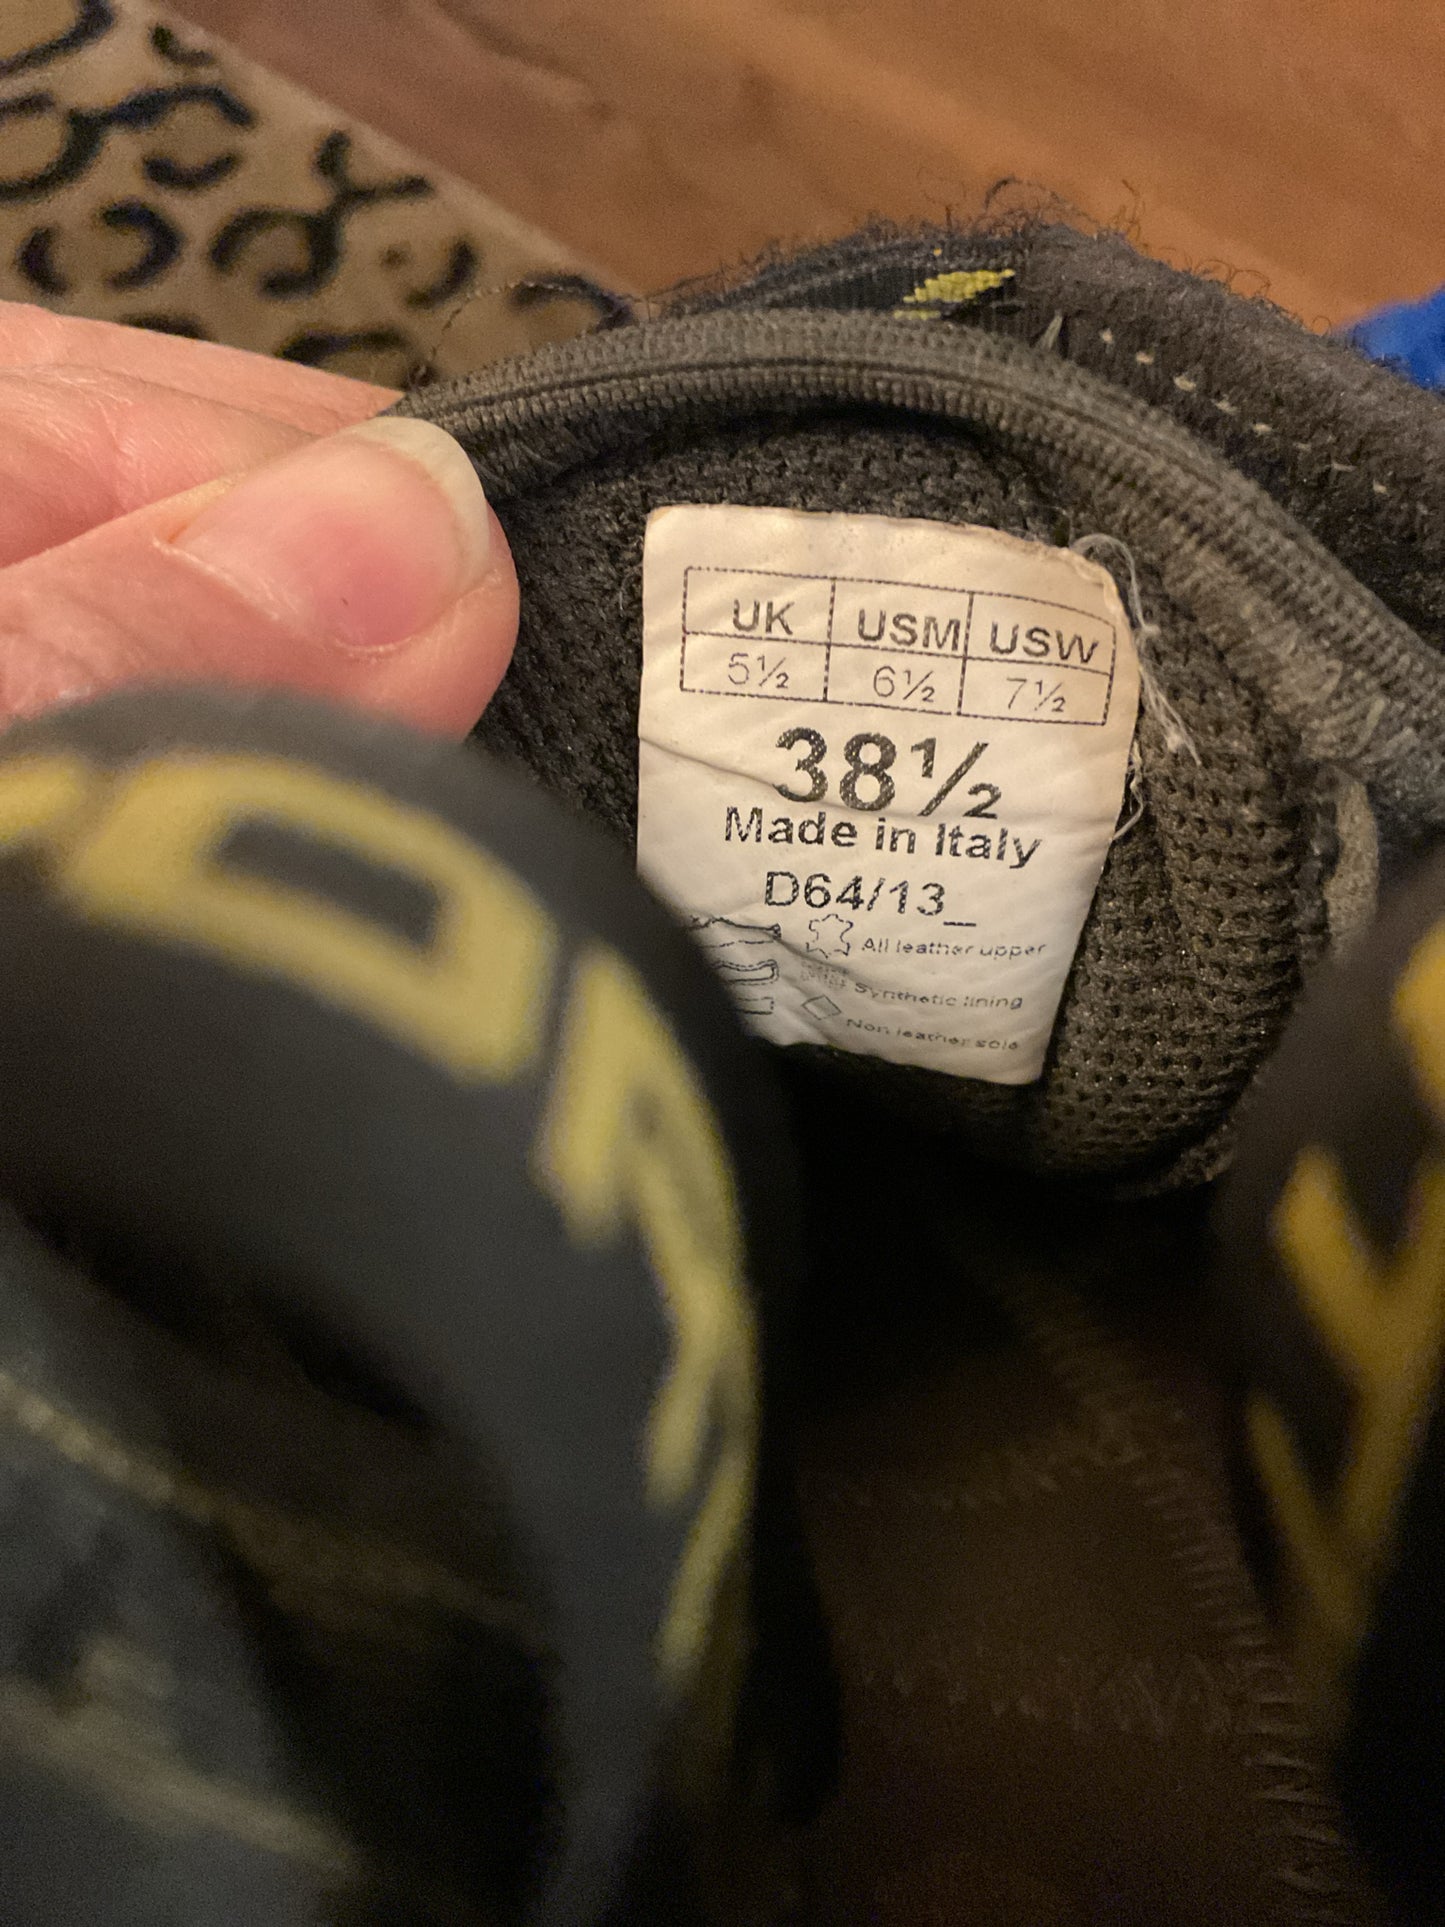 UK USM USW
5½ 6½ 7½
38½
Made in Italy
D64/13_
All leather upper
Synthetic lining
Non leather sole